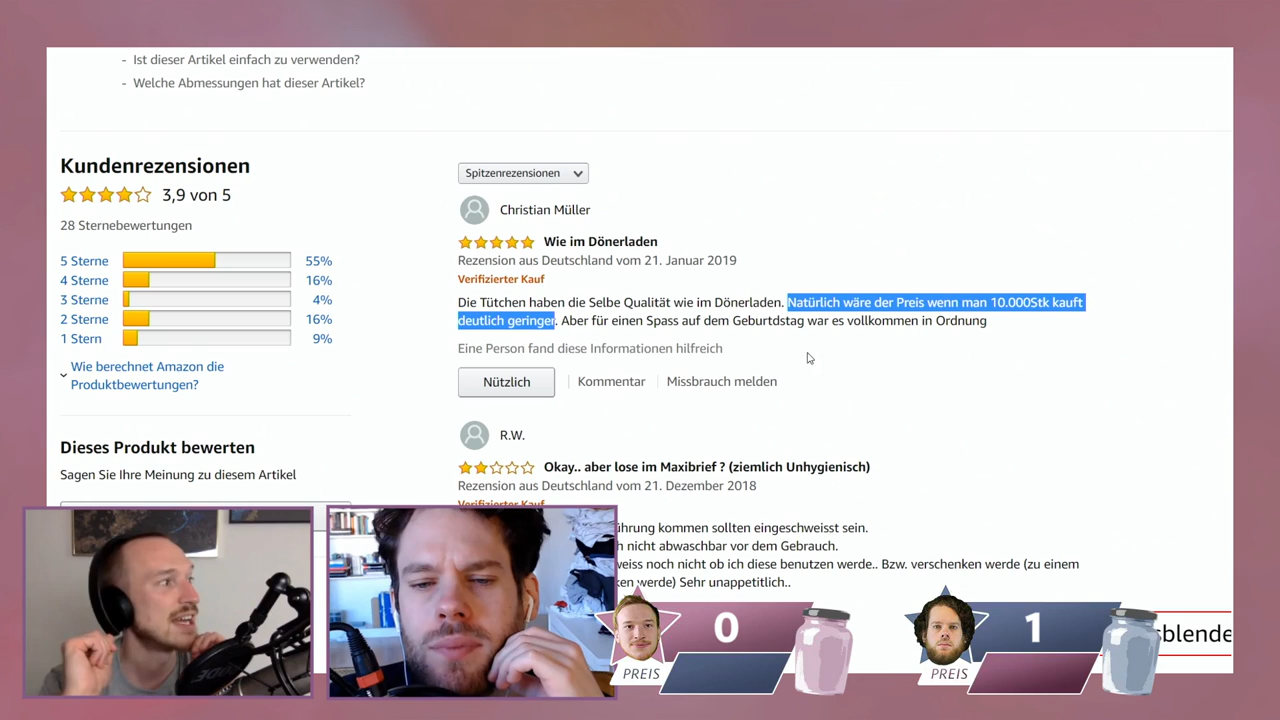 - Ist dieser Artikel einfach zu verwenden?
- Welche Abmessungen hat dieser Artikel?
Kundenrezensionen
3,9 von 5
28 Sternebewertungen
5 Sterne 55%
4 Sterne 16%
3 Sterne 4%
2 Sterne 16%
1 Stern 9%
Wie berechnet Amazon die
Produktbewertungen?
Dieses Produkt bewerten
Sagen Sie Ihre Meinung zu diesem Artikel
Spitzenrezensionen
Christian Müller
Wie im Dönerladen
Rezension aus Deutschland vom 21. Januar 2019
Verifizierter Kauf
Die Tütchen haben die Selbe Qualität wie im Dönerladen. Natürlich wäre der Preis wenn man 10.000Stk kauft
deutlich geringer. Aber für einen Spass auf dem Geburtdstag war es vollkommen in Ordnung
Eine Person fand diese Informationen hilfreich
Nützlich
Kommentar
Missbrauch melden
R.W.
Okay.. aber lose im Maxibrief ? (ziemlich Unhygienisch)
Rezension aus Deutschland vom 21. Dezember 2018
Verifizierter Kauf
ührung kommen sollten eingeschweisst sein.
h nicht abwaschbar vor dem Gebrauch.
weiss noch nicht ob ich diese benutzen werde.. Bzw. verschenken werde (zu einem
en werde) Sehr unappetitlich..
sblende
0
PREIS
1
PREIS
RODE